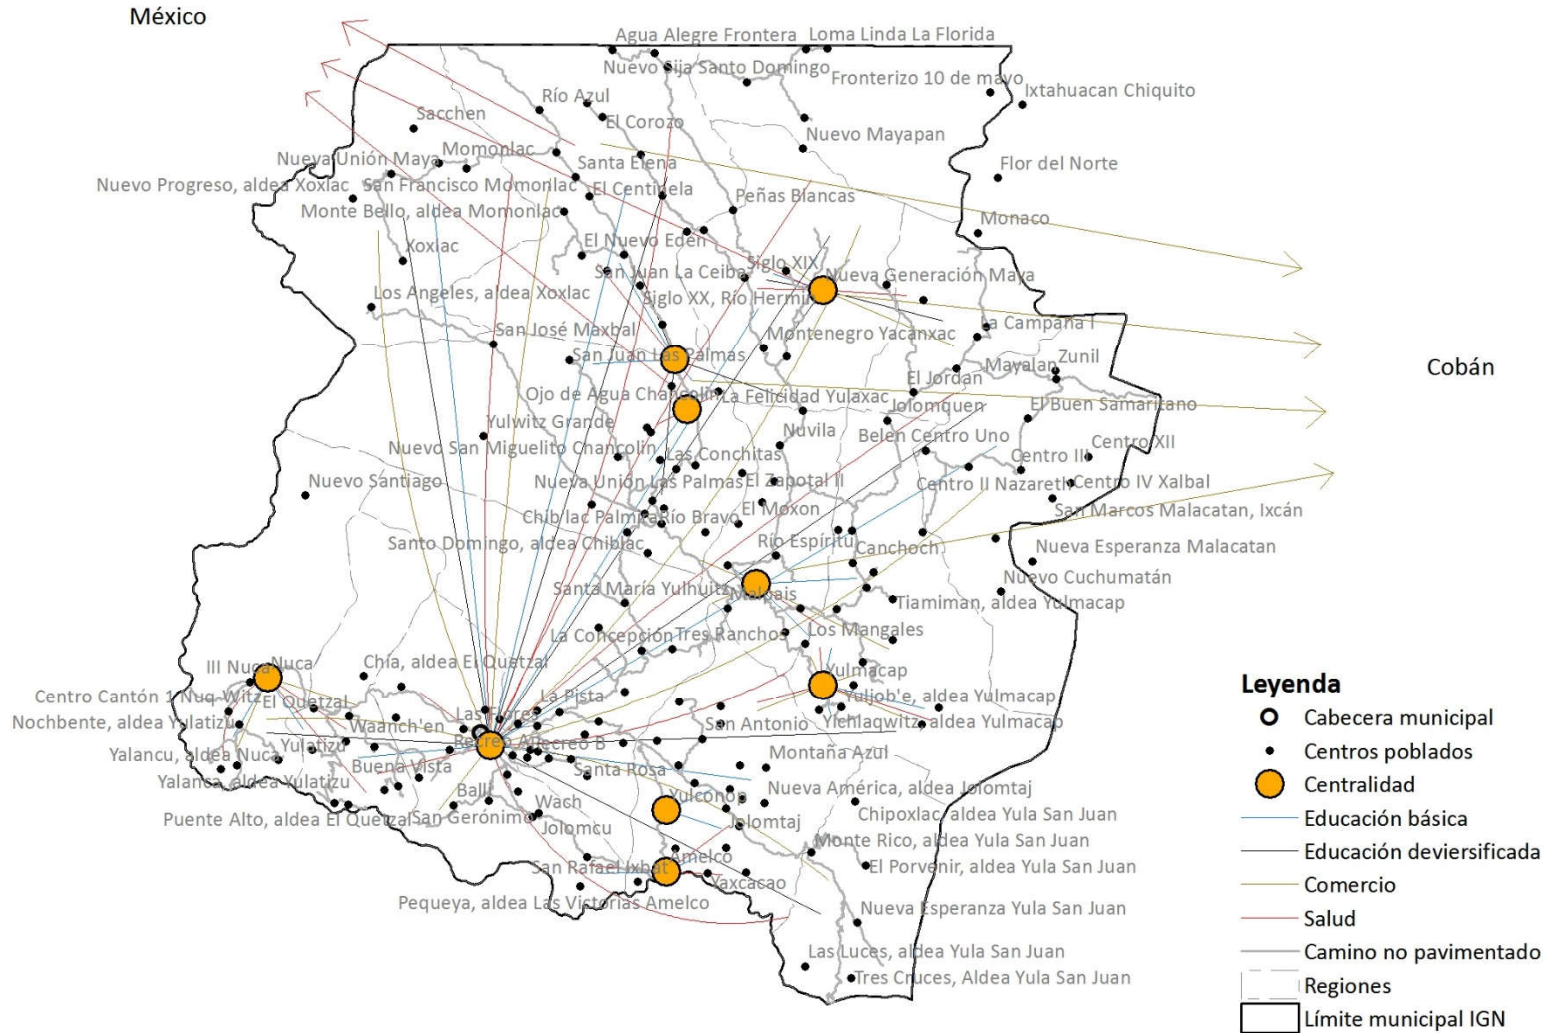 México
Agua Alegre Frontera
Loma Linda La Florida
Nuevo Sija Santo Domingo
Fronterizo 10 de mayo
Ixtahuacan Chiquito
Río Azul
Sacchen
El Corozo
Nuevo Mayapan
Nueva Unión Maya
Momonlac
Santa Elena
Flor del Norte
Nuevo Progreso, aldea Xoxlac
San Francisco Momonlac
El Centinela
Peñas Blancas
Monte Bello, aldea Momonlac
Monaco
Xoxlac
El Nuevo Edén
San Juan La Ceiba
Siglo XIX
Nueva Generación Maya
Los Angeles, aldea Xoxlac
Siglo XX, Río Hermin
La Campana I
San José Maxbal
Montenegro Yacanxac
San Juan Las Palmas
Mayalan
Zunil
Cobán
El Jordan
Ojo de Agua Chancolin
La Felicidad Yulaxac
Jolomquen
El Buen Samaritano
Yulwitz Grande
Nuvila
Belen Centro Uno
Centro XII
Nuevo San Miguelito Chancolin
Las Conchitas
Centro III
Nuevo Santiago
Nueva Unión Las Palmas
El Zapotal II
Centro II Nazareth
Centro IV Xalbal
Chiblac Palmira
Río Bravo
El Moxon
San Marcos Malacatan, Ixcán
Santo Domingo, aldea Chiblac
Río Espíritu
Canchoch
Nueva Esperanza Malacatan
Nuevo Cuchumatán
Santa María Yulhuitz
Malpais
Tiamiman, aldea Yulmacap
La Concepción
Tres Ranchos
Los Mangales
III Nuca
Nuca
Chía, aldea El Quetzal
Yulmacap
Centro Cantón 1 Nuq Witz
El Quetzal
La Pista
Yuljob'e, aldea Yulmacap
Nochbente, aldea Yulatizu
Waanch'en
Las Flores
San Antonio
Yichlaqwitz, aldea Yulmacap
Yulatizu
Recreo A
Recreo B
Montaña Azul
Yalancu, aldea Nuca
Buena Vista
Santa Rosa
Yalanca, aldea Yulatizu
Balli
Wach
Yulconop
Nueva América, aldea Jolomtaj
Puente Alto, aldea El Quetzal
San Gerónimo
Jolomcu
Jolomtaj
Chipoxlac, aldea Yula San Juan
Monte Rico, aldea Yula San Juan
San Rafael Ixbat
Amelco
El Porvenir, aldea Yula San Juan
Yaxcacao
Pequeya, aldea Las Victorias Amelco
Nueva Esperanza Yula San Juan
Las Luces, aldea Yula San Juan
Tres Cruces, Aldea Yula San Juan
Leyenda
Cabecera municipal
Centros poblados
Centralidad
Educación básica
Educación deviersificada
Comercio
Salud
Camino no pavimentado
Regiones
Límite municipal IGN